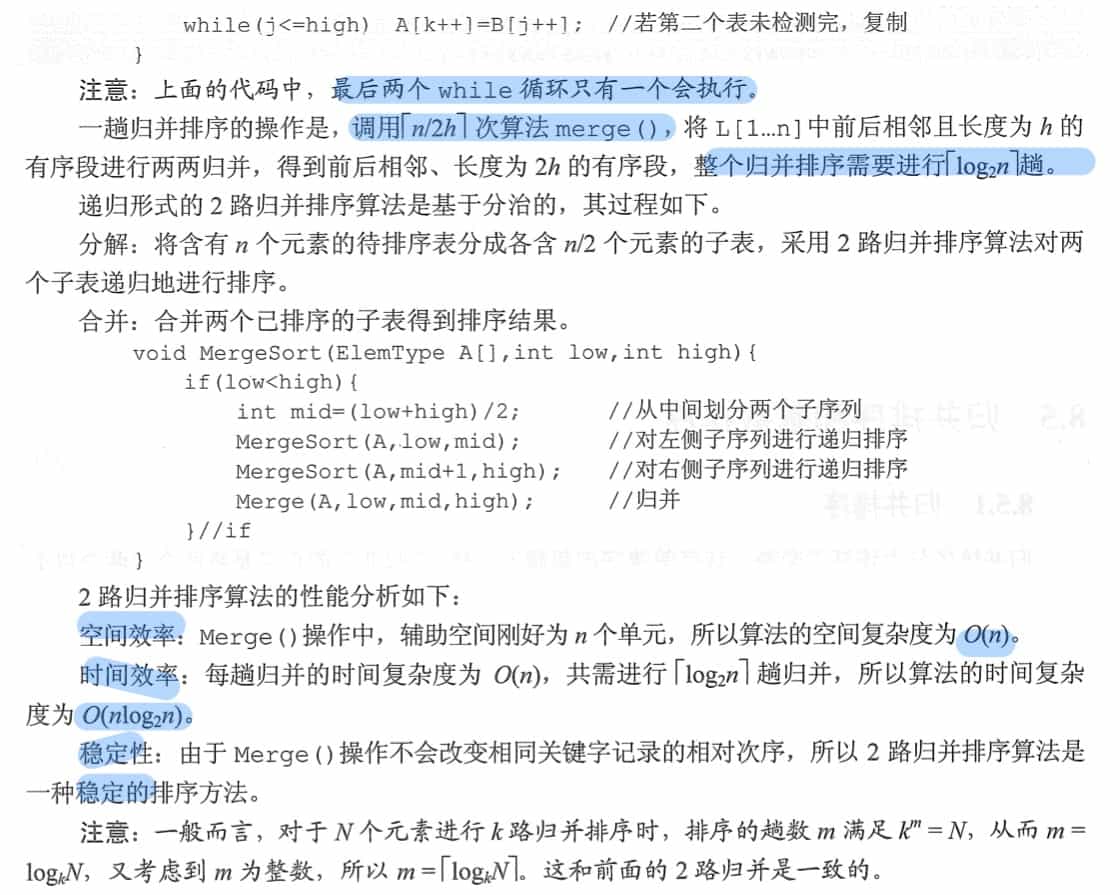 while(j<=high) A[k++]=B[j++]; //若第二个表未检测完，复制
}
注意：上面的代码中，最后两个 while 循环只有一个会执行。
一趟归并排序的操作是，调用⌈n/2h⌉次算法 merge()，将 L[1…n]中前后相邻且长度为 h 的
有序段进行两两归并，得到前后相邻、长度为 2h 的有序段，整个归并排序需要进行⌈log₂n⌉趟。
递归形式的 2 路归并排序算法是基于分治的，其过程如下。
分解：将含有 n 个元素的待排序表分成各含 n/2 个元素的子表，采用 2 路归并排序算法对两
个子表递归地进行排序。
合并：合并两个已排序的子表得到排序结果。
void MergeSort(ElemType A[],int low,int high){
if(low<high){
int mid=(low+high)/2; //从中间划分两个子序列
MergeSort(A,low,mid); //对左侧子序列进行递归排序
MergeSort(A,mid+1,high); //对右侧子序列进行递归排序
Merge(A,low,mid,high); //归并
}//if
}
2 路归并排序算法的性能分析如下：
空间效率：Merge()操作中，辅助空间刚好为 n 个单元，所以算法的空间复杂度为 O(n)。
时间效率：每趟归并的时间复杂度为 O(n)，共需进行⌈log₂n⌉趟归并，所以算法的时间复杂
度为 O(nlog₂n)。
稳定性：由于 Merge()操作不会改变相同关键字记录的相对次序，所以 2 路归并排序算法是
一种稳定的排序方法。
注意：一般而言，对于 N 个元素进行 k 路归并排序时，排序的趟数 m 满足 kᵐ = N，从而 m =
logₖN，又考虑到 m 为整数，所以 m = ⌈logₖN⌉。这和前面的 2 路归并是一致的。
8.5 归并排序
8.5.1 归并排序